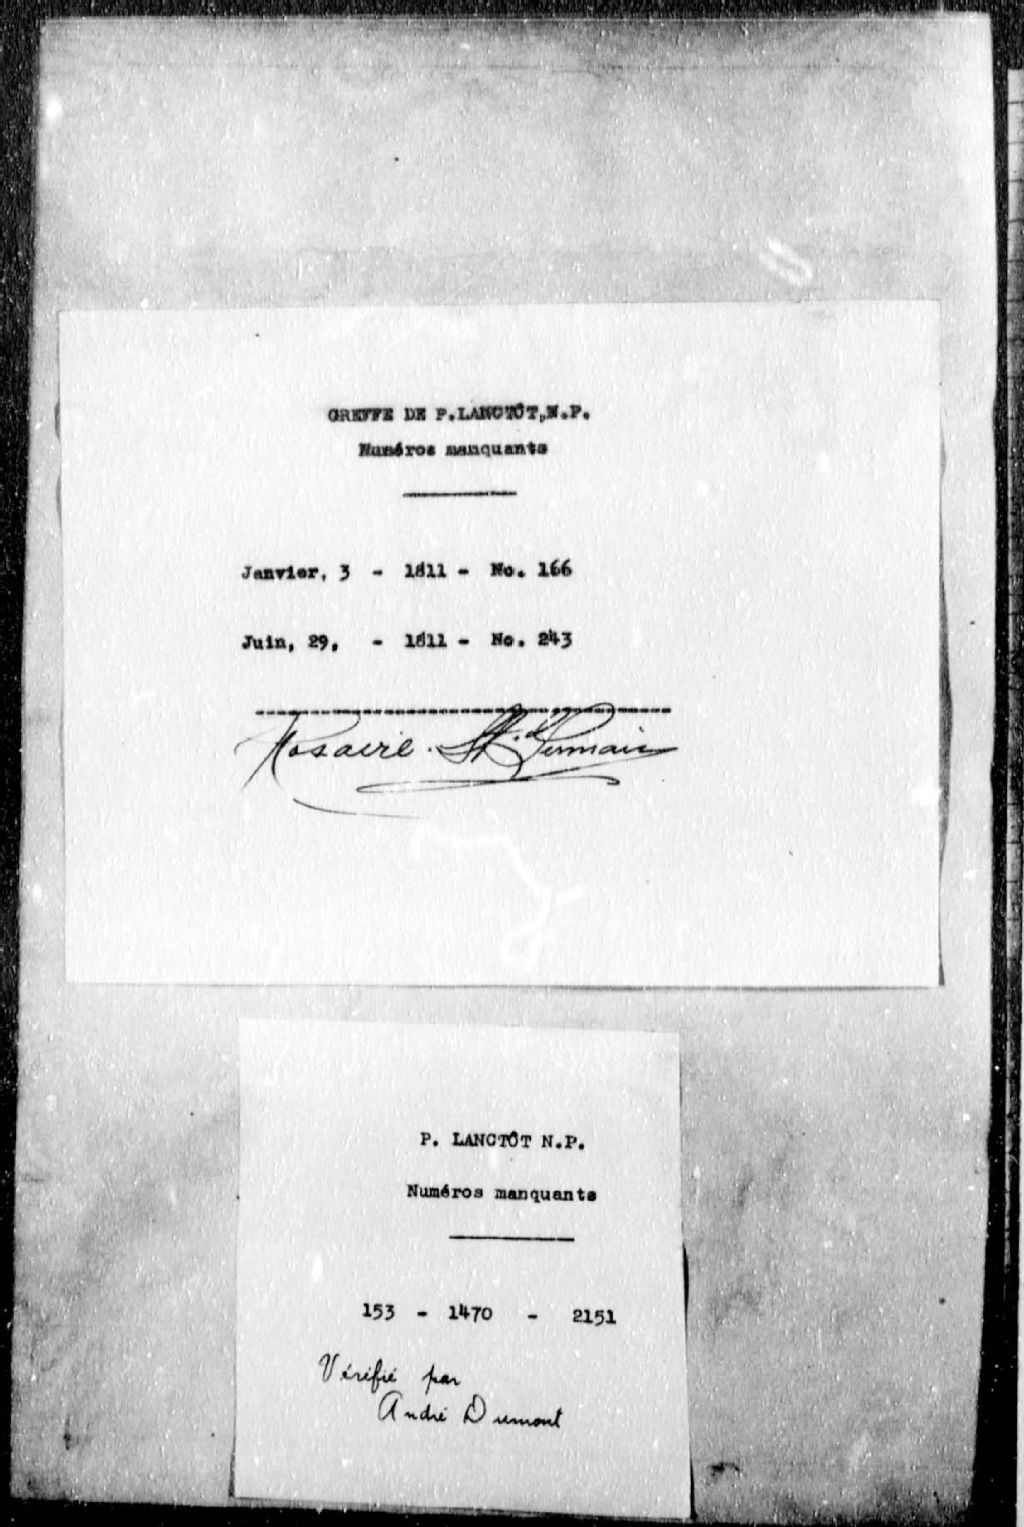 GREFFE DE P.LANCTÔT,N.P.
Numéros manquants
Janvier, 3 - 1811 - No. 166
Juin, 29, - 1811 - No. 243
Rosaire St. Germain
P. LANCTÔT N.P.
Numéros manquants
153 - 1470 - 2151
Vérifié par
André Dumont